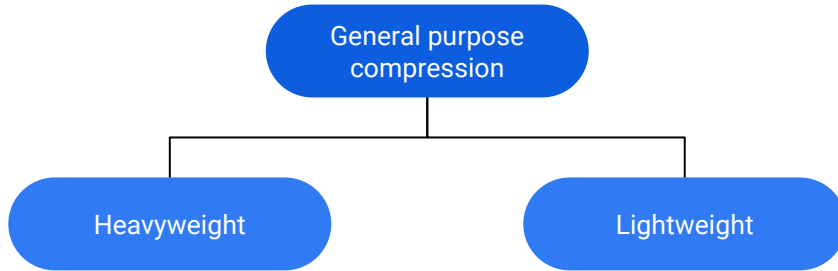 General purpose
compression
Heavyweight
Lightweight